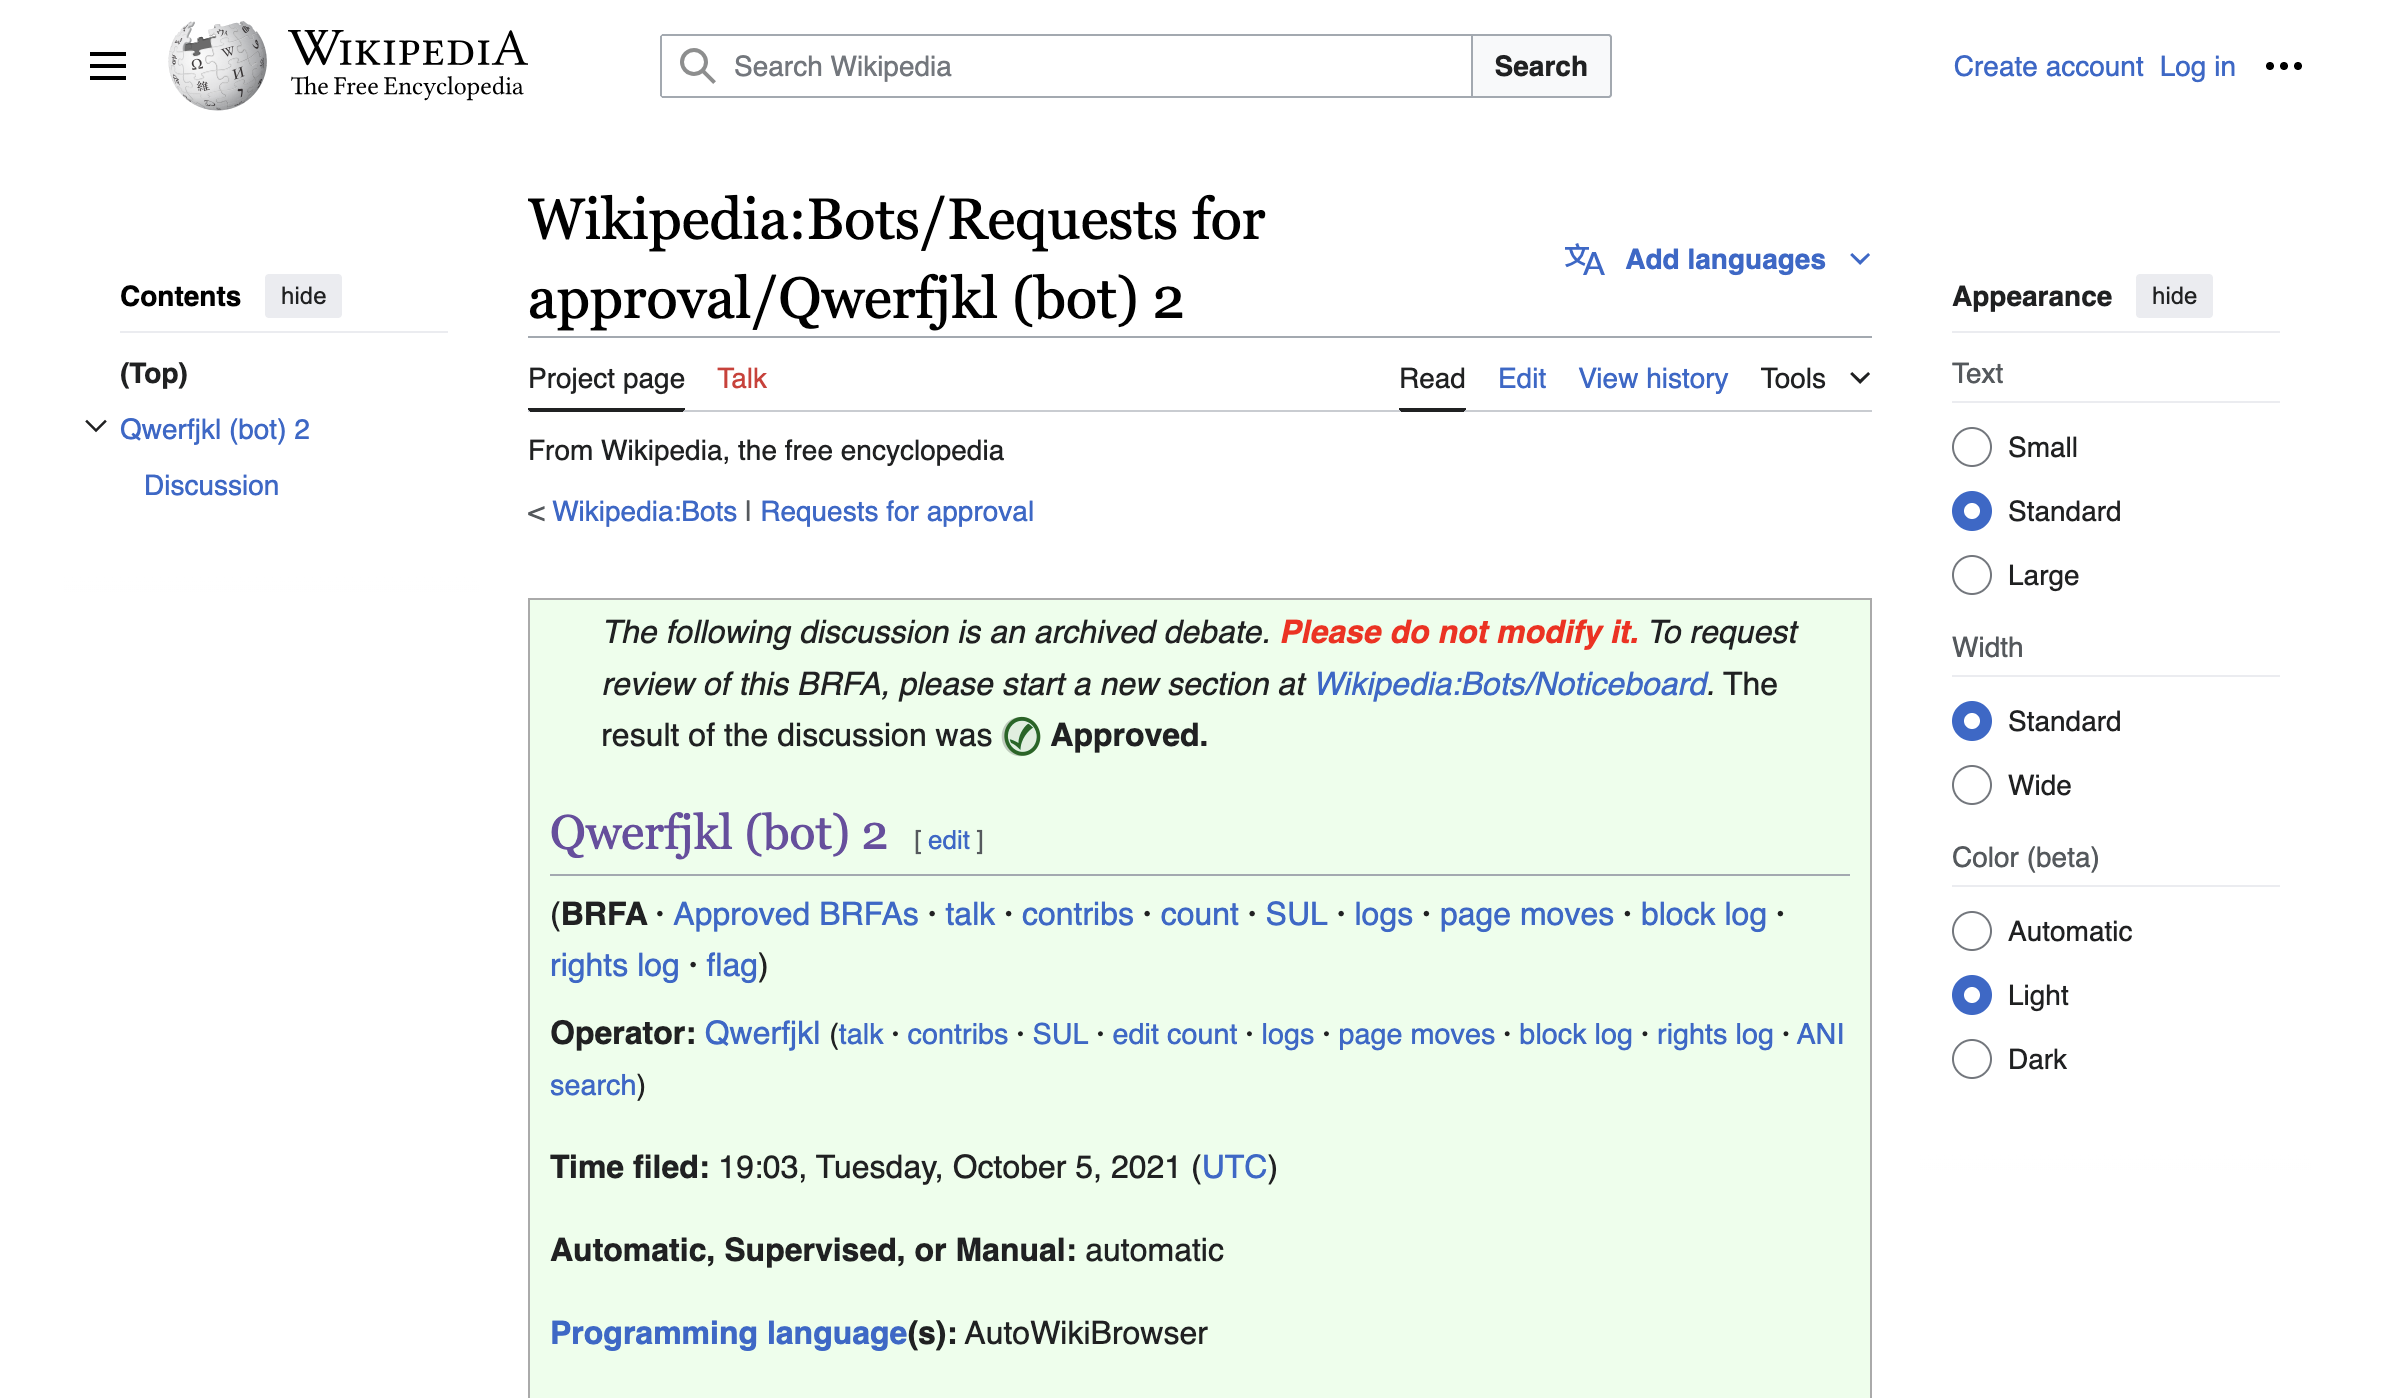 WIKIPEDIA
The Free Encyclopedia
Search Wikipedia
Search
Create account Log in
Contents hide
(Top)
Qwerfjkl (bot) 2
Discussion
Wikipedia:Bots/Requests for
approval/Qwerfjkl (bot) 2
Add languages
Project page Talk
Read Edit View history Tools
From Wikipedia, the free encyclopedia
< Wikipedia:Bots | Requests for approval
The following discussion is an archived debate. Please do not modify it. To request
review of this BRFA, please start a new section at Wikipedia:Bots/Noticeboard. The
result of the discussion was Approved.
Qwerfjkl (bot) 2 [ edit ]
(BRFA · Approved BRFAs · talk · contribs · count · SUL · logs · page moves · block log ·
rights log · flag)
Operator: Qwerfjkl (talk · contribs · SUL · edit count · logs · page moves · block log · rights log · ANI
search)
Time filed: 19:03, Tuesday, October 5, 2021 (UTC)
Automatic, Supervised, or Manual: automatic
Programming language(s): AutoWikiBrowser
Appearance hide
Text
Small
Standard
Large
Width
Standard
Wide
Color (beta)
Automatic
Light
Dark